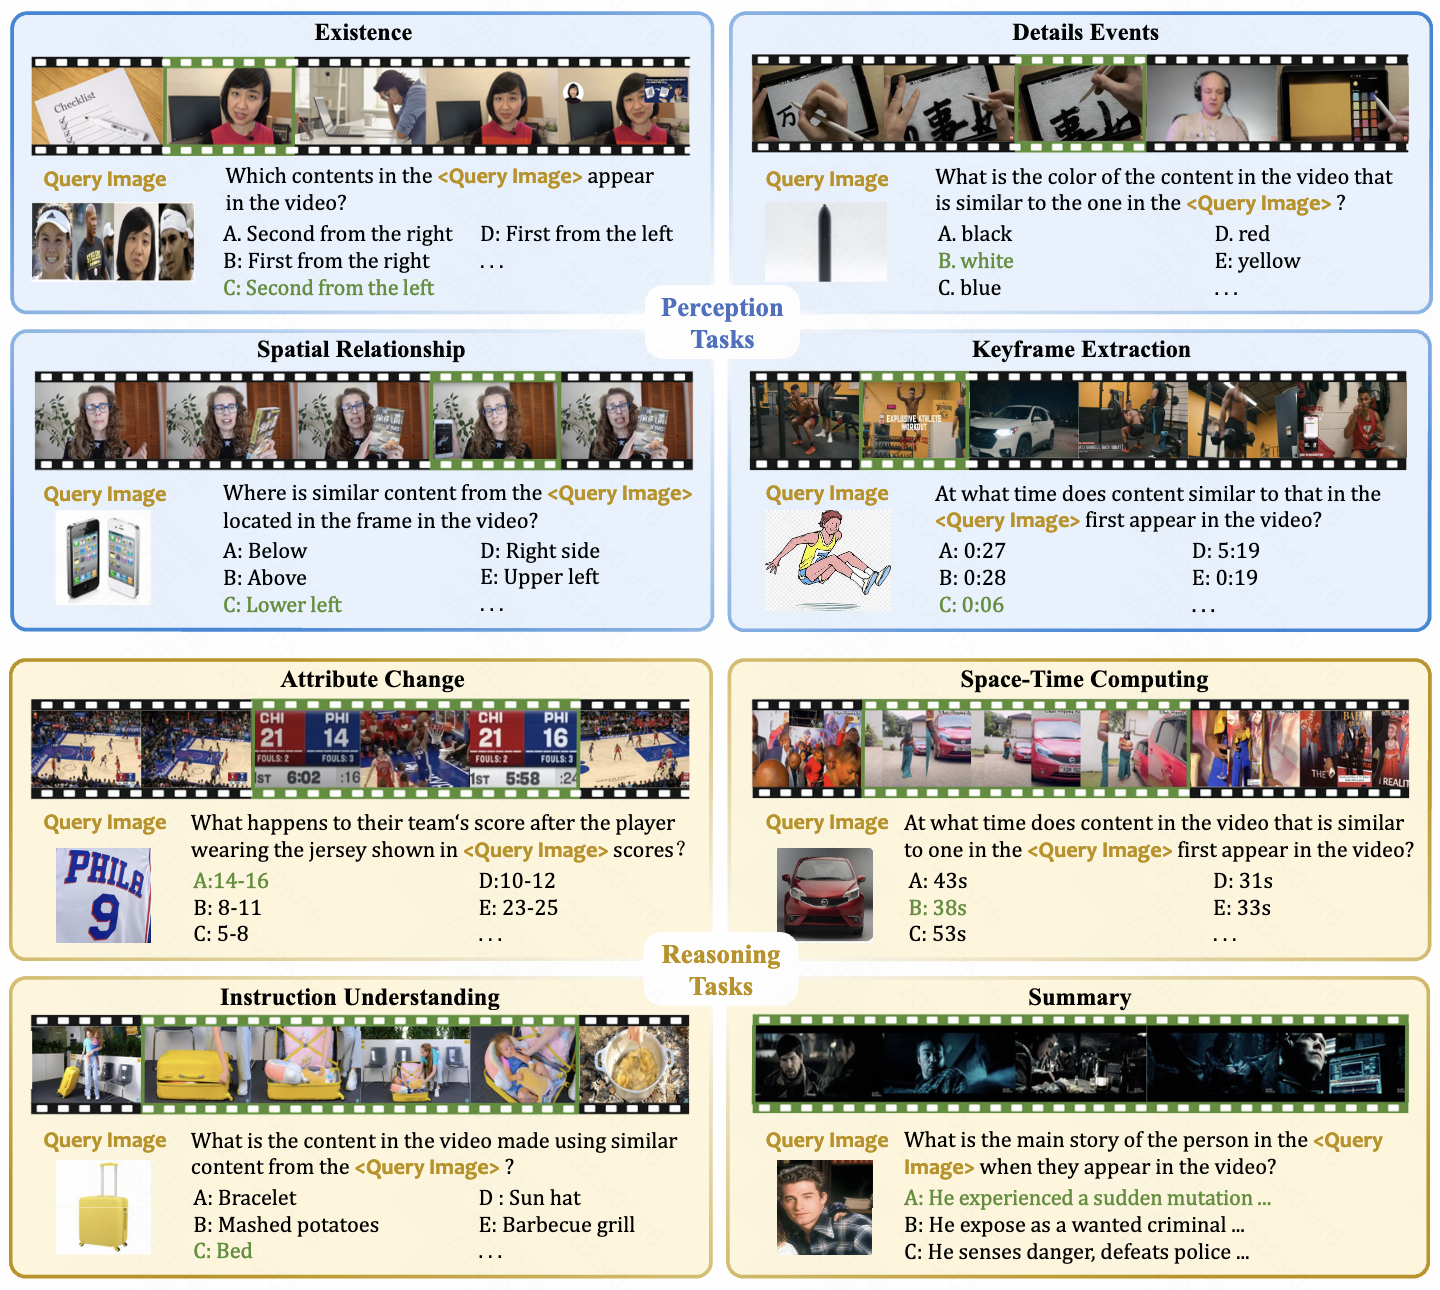 Existence
Checklist
Query Image
Which contents in the <Query Image> appear
in the video?
A. Second from the right
D: First from the left
B: First from the right
. . .
C: Second from the left
Details Events
万
事
事
Query Image
What is the color of the content in the video that
is similar to the one in the <Query Image> ?
A. black
D. red
B. white
E: yellow
C. blue
. . .
Perception
Tasks
Spatial Relationship
Query Image
Where is similar content from the <Query Image>
located in the frame in the video?
A: Below
D: Right side
B: Above
E: Upper left
C: Lower left
. . .
Keyframe Extraction
EXPLOSIVE ATHLETE
WORKOUT
Query Image
At what time does content similar to that in the
<Query Image> first appear in the video?
A: 0:27
D: 5:19
B: 0:28
E: 0:19
C: 0:06
. . .
Attribute Change
CHI PHI
21 14
FOULS: 2 FOULS: 3
1ST 6:02 :16
CHI PHI
21 16
FOULS: 2 FOULS: 3
1ST 5:58 :24
Query Image
PHILA
9
What happens to their team‘s score after the player
wearing the jersey shown in <Query Image> scores?
A:14-16
D:10-12
B: 8-11
E: 23-25
C: 5-8
. . .
Space-Time Computing
THE
REALIT
Query Image
At what time does content in the video that is similar
to one in the <Query Image> first appear in the video?
A: 43s
D: 31s
B: 38s
E: 33s
C: 53s
. . .
Reasoning
Tasks
Instruction Understanding
Query Image
What is the content in the video made using similar
content from the <Query Image> ?
A: Bracelet
D : Sun hat
B: Mashed potatoes
E: Barbecue grill
C: Bed
. . .
Summary
Query Image
What is the main story of the person in the <Query
Image> when they appear in the video?
A: He experienced a sudden mutation ...
B: He expose as a wanted criminal ...
C: He senses danger, defeats police ...